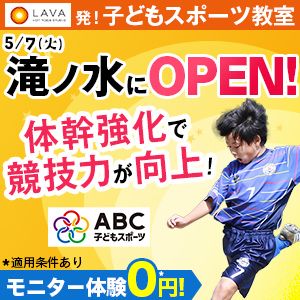 LAVA
HOT YOGA STUDIO
発!子どもスポーツ教室
5/7(火)
滝ノ水にOPEN!
体幹強化で
競技力が向上!
ABC
子どもスポーツ
*適用条件あり
モニター体験0円!